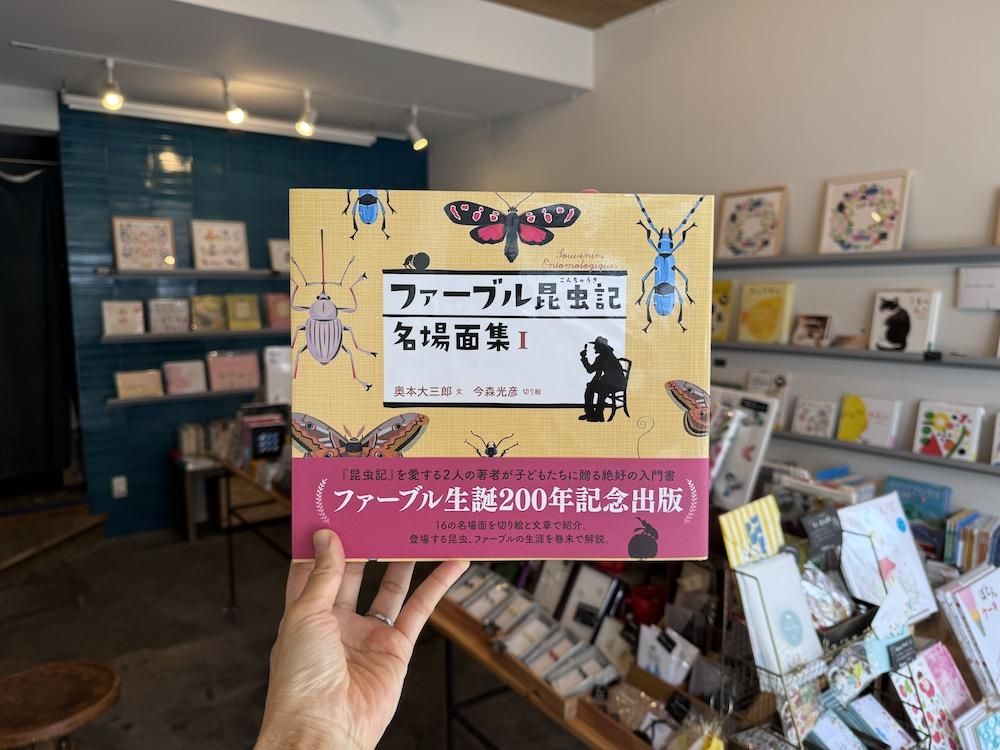 Souvenirs
Entomologiques
こんちゅうき
ファーブル昆虫記
名場面集 I
奥本大三郎 文 今森光彦 切り絵
『昆虫記』を愛する2人の著者が子どもたちに贈る絶好の入門書
ファーブル生誕200年記念出版
16の名場面を切り絵と文章で紹介。
登場する昆虫、ファーブルの生涯を巻末で解説。